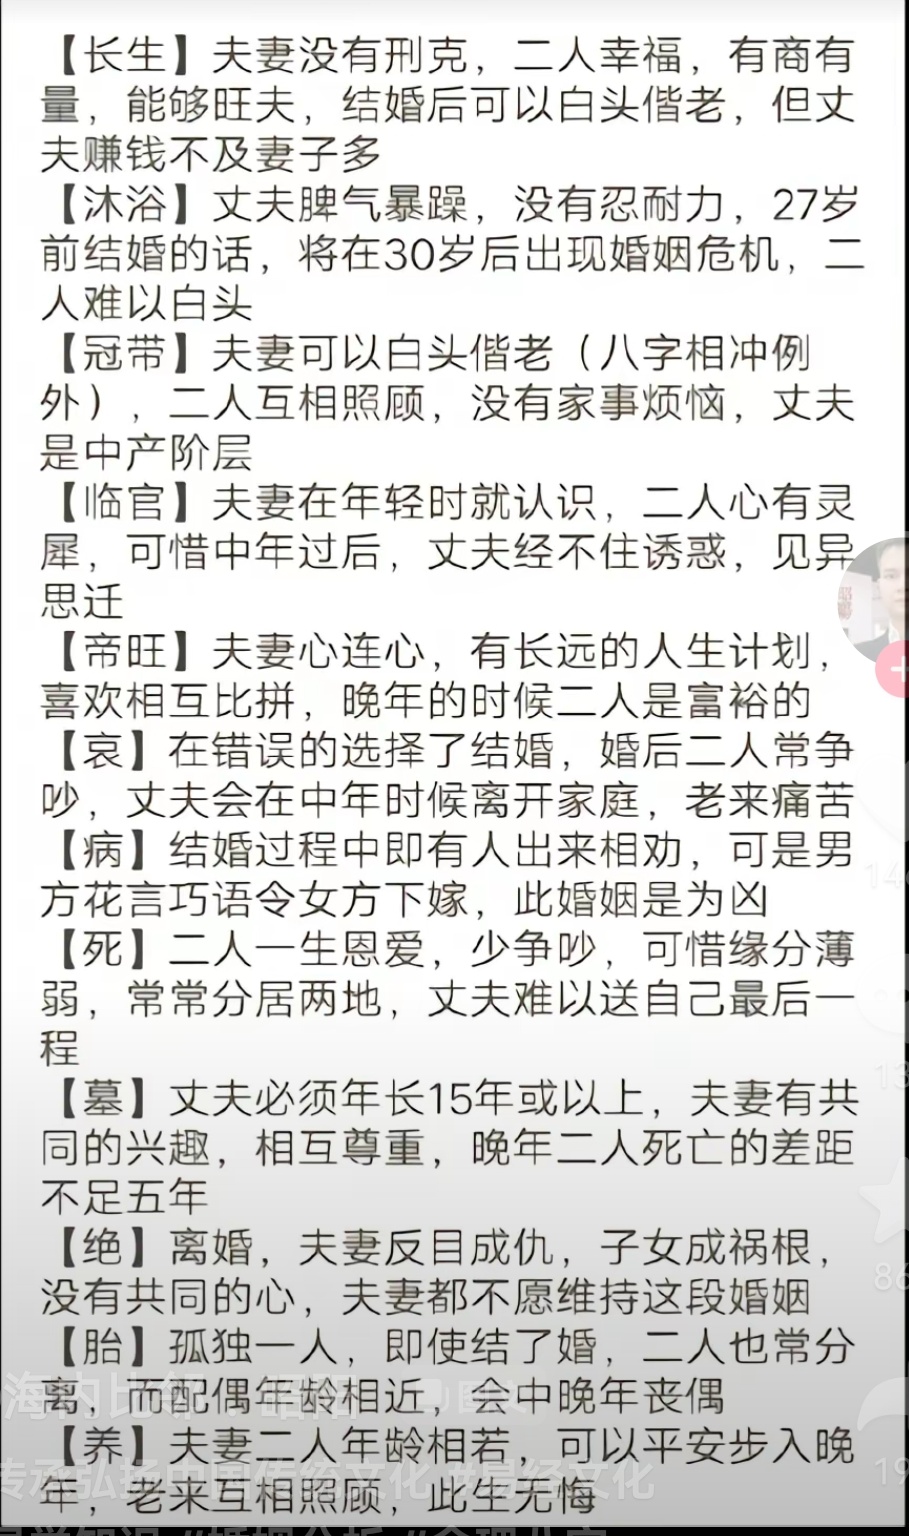 【长生】夫妻没有刑克，二人幸福，有商有
量，能够旺夫，结婚后可以白头偕老，但丈
夫赚钱不及妻子多
【沐浴】丈夫脾气暴躁，没有忍耐力，27岁
前结婚的话，将在30岁后出现婚姻危机，二
人难以白头
【冠带】夫妻可以白头偕老（八字相冲例
外），二人互相照顾，没有家事烦恼，丈夫
是中产阶层
【临官】夫妻在年轻时就认识，二人心有灵
犀，可惜中年过后，丈夫经不住诱惑，见异
思迁
【帝旺】夫妻心连心，有长远的人生计划，
喜欢相互比拼，晚年的时候二人是富裕的
【哀】在错误的选择了结婚，婚后二人常争
吵，丈夫会在中年时候离开家庭，老来痛苦
【病】结婚过程中即有人出来相劝，可是男
方花言巧语令女方下嫁，此婚姻是为凶
【死】二人一生恩爱，少争吵，可惜缘分薄
弱，常常分居两地，丈夫难以送自己最后一
程
【墓】丈夫必须年长15年或以上，夫妻有共
同的兴趣，相互尊重，晚年二人死亡的差距
不足五年
【绝】离婚，夫妻反目成仇，子女成祸根，
没有共同的心，夫妻都不愿维持这段婚姻
【胎】孤独一人，即使结了婚，二人也常分
离，而配偶年龄相近，会中晚年丧偶
【养】夫妻二人年龄相若，可以平安步入晚
年，老来互相照顾，此生无悔
传承弘扬中国传统文化 #易经文化